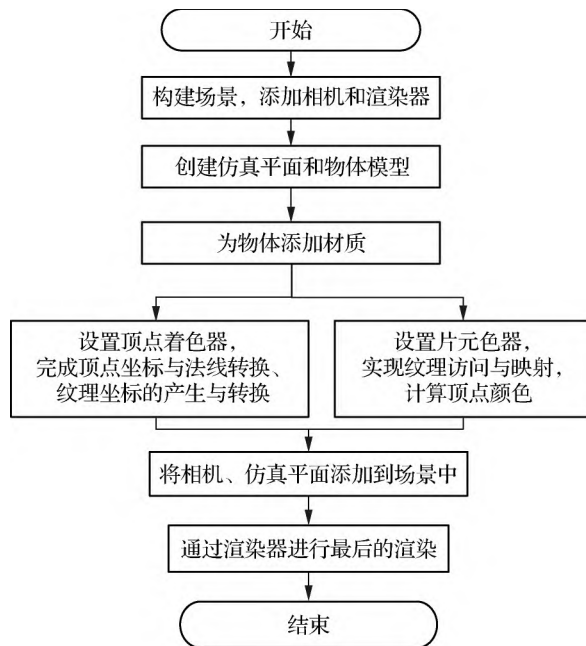 开始
构建场景，添加相机和渲染器
创建仿真平面和物体模型
为物体添加材质
设置顶点着色器，
完成顶点坐标与法线转换、
纹理坐标的产生与转换
设置片元色器，
实现纹理访问与映射，
计算顶点颜色
将相机、仿真平面添加到场景中
通过渲染器进行最后的渲染
结束